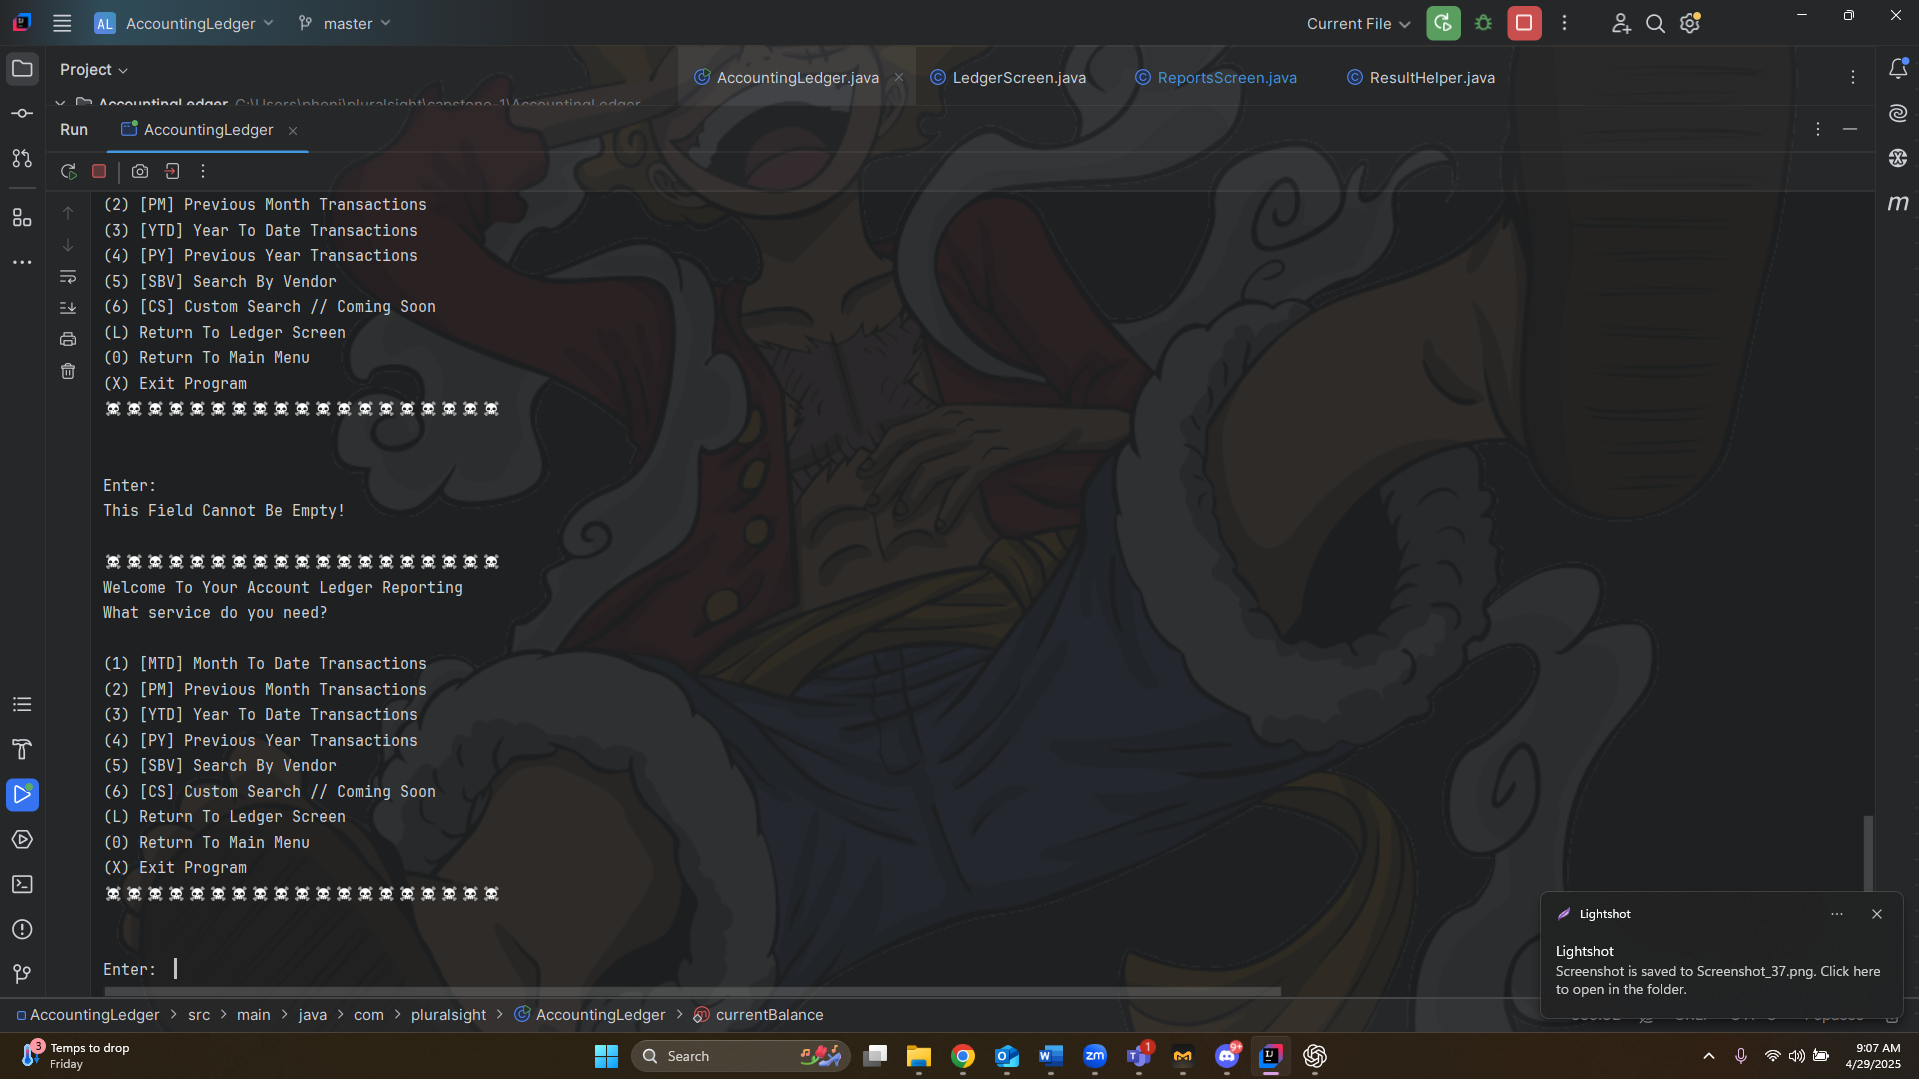 AL AccountingLedger master Current File
Project AccountingLedger.java LedgerScreen.java ReportsScreen.java ResultHelper.java
AccountingLedger C:\Users\phoni\pluralsight\capstone-1\AccountingLedger
Run AccountingLedger
(2) [PM] Previous Month Transactions
(3) [YTD] Year To Date Transactions
(4) [PY] Previous Year Transactions
(5) [SBV] Search By Vendor
(6) [CS] Custom Search // Coming Soon
(L) Return To Ledger Screen
(0) Return To Main Menu
(X) Exit Program
☠☠☠☠☠☠☠☠☠☠☠☠☠☠☠☠☠☠☠
Enter:
This Field Cannot Be Empty!
☠☠☠☠☠☠☠☠☠☠☠☠☠☠☠☠☠☠☠
Welcome To Your Account Ledger Reporting
What service do you need?
(1) [MTD] Month To Date Transactions
(2) [PM] Previous Month Transactions
(3) [YTD] Year To Date Transactions
(4) [PY] Previous Year Transactions
(5) [SBV] Search By Vendor
(6) [CS] Custom Search // Coming Soon
(L) Return To Ledger Screen
(0) Return To Main Menu
(X) Exit Program
☠☠☠☠☠☠☠☠☠☠☠☠☠☠☠☠☠☠☠
Enter:
Lightshot
Lightshot
Screenshot is saved to Screenshot_37.png. Click here
to open in the folder.
AccountingLedger > src > main > java > com > pluralsight > AccountingLedger > currentBalance
3 Temps to drop
Friday
Search
zm
1
9+
9:07 AM
4/29/2025